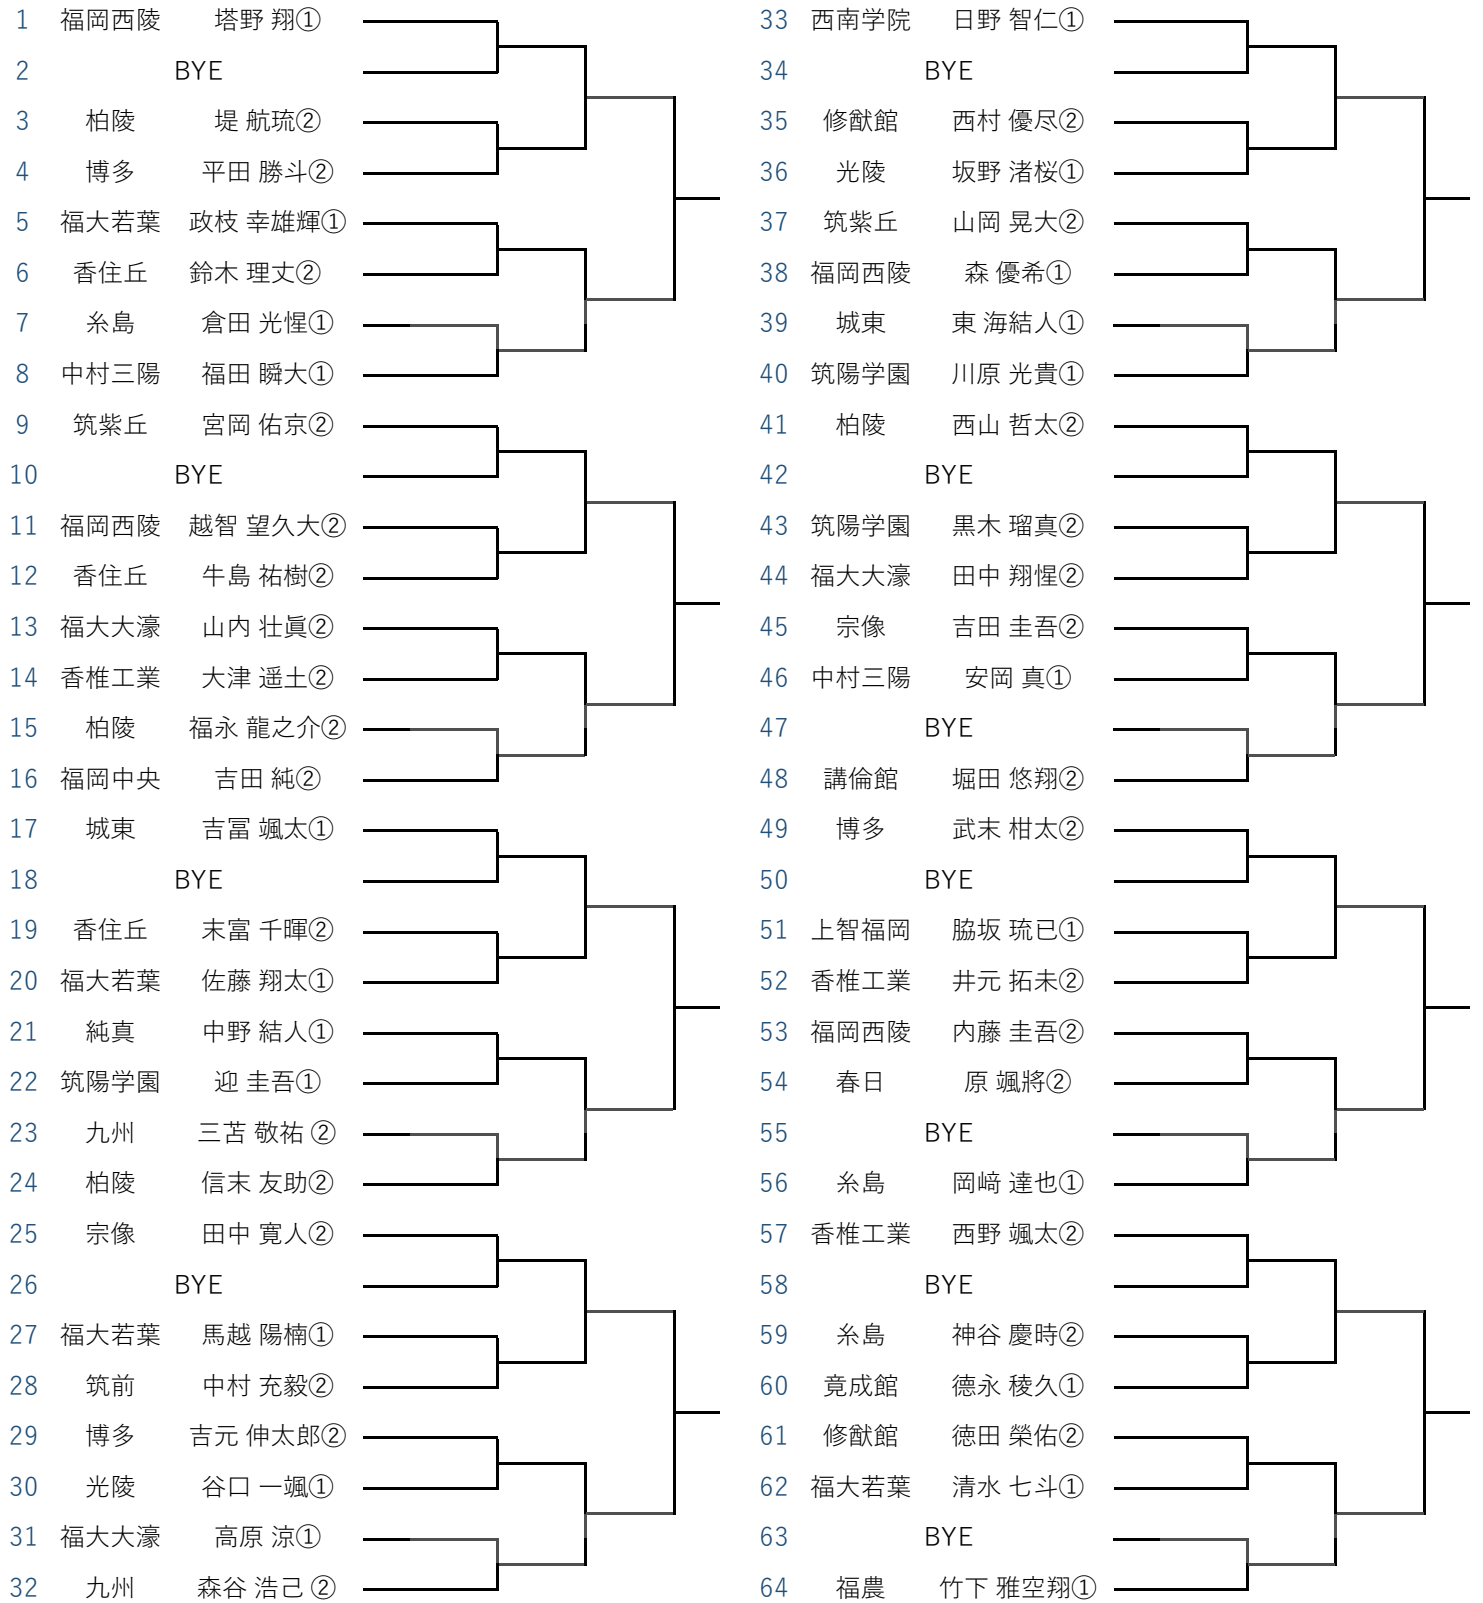 1 福岡西陵 塔野 翔①
2 BYE
3 柏陵 堤 航琉②
4 博多 平田 勝斗②
5 福大若葉 政枝 幸雄輝①
6 香住丘 鈴木 理丈②
7 糸島 倉田 光惺①
8 中村三陽 福田 瞬大①
9 筑紫丘 宮岡 佑京②
10 BYE
11 福岡西陵 越智 望久大②
12 香住丘 牛島 祐樹②
13 福大大濠 山内 壮眞②
14 香椎工業 大津 遥土②
15 柏陵 福永 龍之介②
16 福岡中央 吉田 純②
17 城東 吉冨 颯太①
18 BYE
19 香住丘 末富 千暉②
20 福大若葉 佐藤 翔太①
21 純真 中野 結人①
22 筑陽学園 迎 圭吾①
23 九州 三苫 敬祐 ②
24 柏陵 信末 友助②
25 宗像 田中 寛人②
26 BYE
27 福大若葉 馬越 陽楠①
28 筑前 中村 充毅②
29 博多 吉元 伸太郎②
30 光陵 谷口 一颯①
31 福大大濠 高原 涼①
32 九州 森谷 浩己 ②
33 西南学院 日野 智仁①
34 BYE
35 修猷館 西村 優尽②
36 光陵 坂野 渚桜①
37 筑紫丘 山岡 晃大②
38 福岡西陵 森 優希①
39 城東 東 海結人①
40 筑陽学園 川原 光貴①
41 柏陵 西山 哲太②
42 BYE
43 筑陽学園 黒木 瑠真②
44 福大大濠 田中 翔惺②
45 宗像 吉田 圭吾②
46 中村三陽 安岡 真①
47 BYE
48 講倫館 堀田 悠翔②
49 博多 武末 柑太②
50 BYE
51 上智福岡 脇坂 琉已①
52 香椎工業 井元 拓未②
53 福岡西陵 内藤 圭吾②
54 春日 原 颯將②
55 BYE
56 糸島 岡﨑 達也①
57 香椎工業 西野 颯太②
58 BYE
59 糸島 神谷 慶時②
60 竟成館 德永 稜久①
61 修猷館 徳田 榮佑②
62 福大若葉 清水 七斗①
63 BYE
64 福農 竹下 雅空翔①